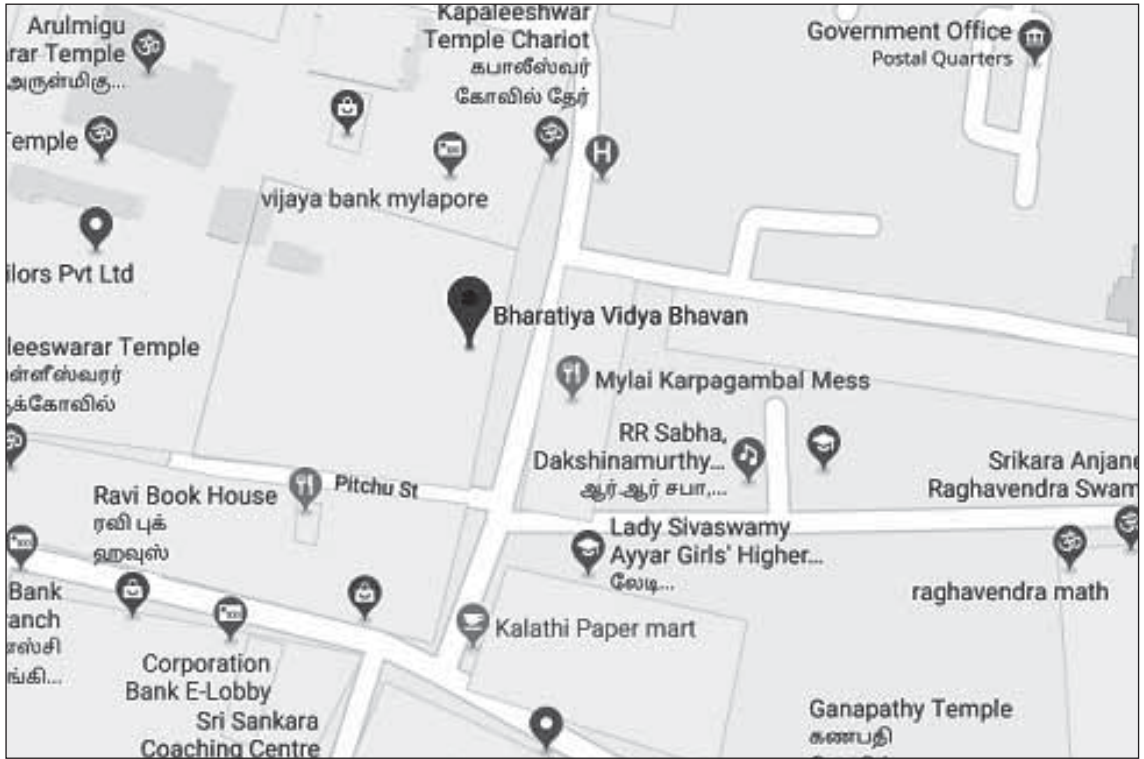 Arulmigu
rar Temple
அருள்மிகு...
Kapaleeshwar
Temple Chariot
கபாலீஸ்வர்
கோவில் தேர்
Government Office
Postal Quarters
H
emple
vijaya bank mylapore
ilors Pvt Ltd
Bharatiya Vidya Bhavan
leeswarar Temple
ள்ளீஸ்வரர்
க்கோவில்
Mylai Karpagambal Mess
RR Sabha,
Dakshinamurthy...
ஆர்.ஆர் சபா,...
Srikara Anjane
Raghavendra Swam
Pitchu St
Ravi Book House
ரவி புக்
ஹவுஸ்
Lady Sivaswamy
Ayyar Girls' Higher...
லேடி...
raghavendra math
Bank
anch
ஸ்சி
ங்கி...
Kalathi Paper mart
Corporation
Bank E-Lobby
Sri Sankara
Coaching Centre
Ganapathy Temple
கணபதி